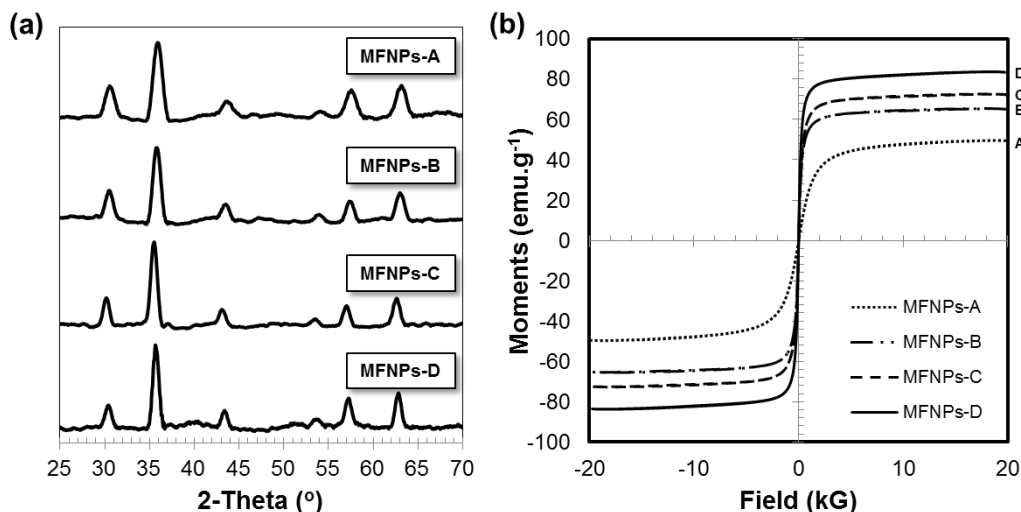 (a)
MFNPs-A
MFNPs-B
MFNPs-C
MFNPs-D
25 30 35 40 45 50 55 60 65 70
2-Theta (º)
(b)
Moments (emu.g-1)
100
80
60
40
20
0
-20
-40
-60
-80
-100
D
C
B
A
MFNPs-A
MFNPs-B
MFNPs-C
MFNPs-D
-20 -10 0 10 20
Field (kG)